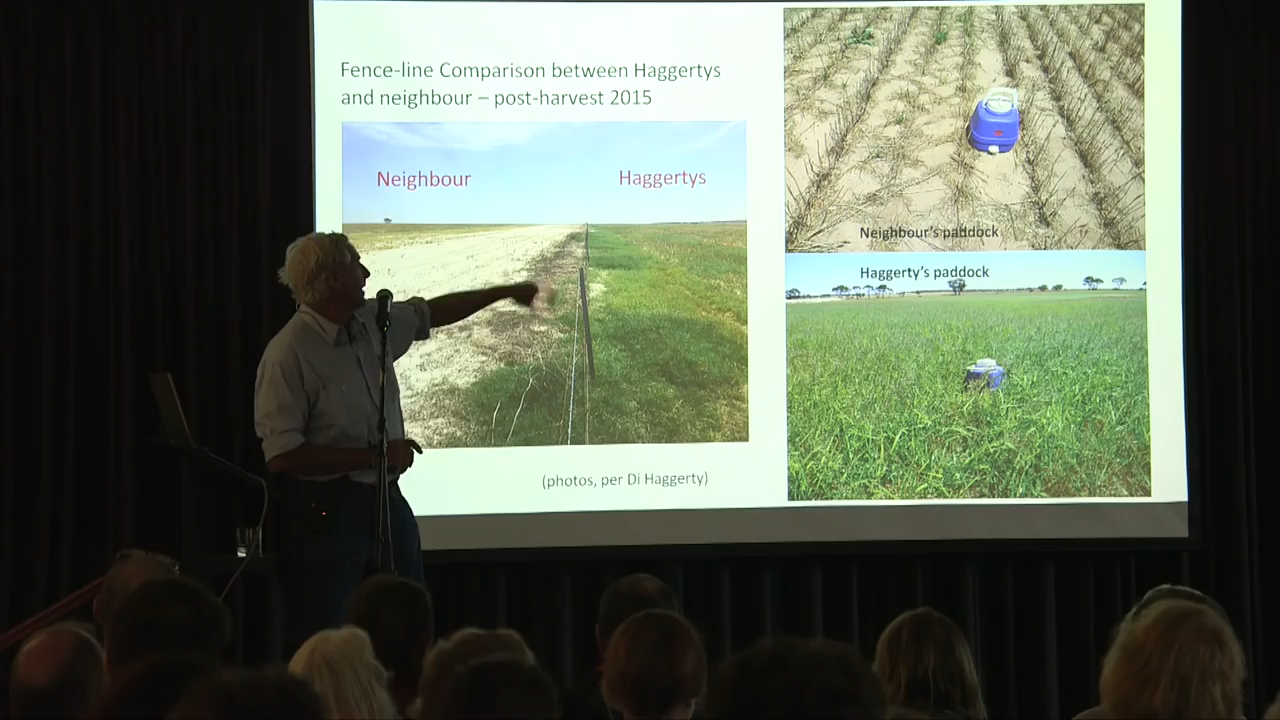 Fence-line Comparison between Haggertys
and neighbour – post-harvest 2015
Neighbour
Haggertys
(photos, per Di Haggerty)
Neighbour's paddock
Haggerty's paddock